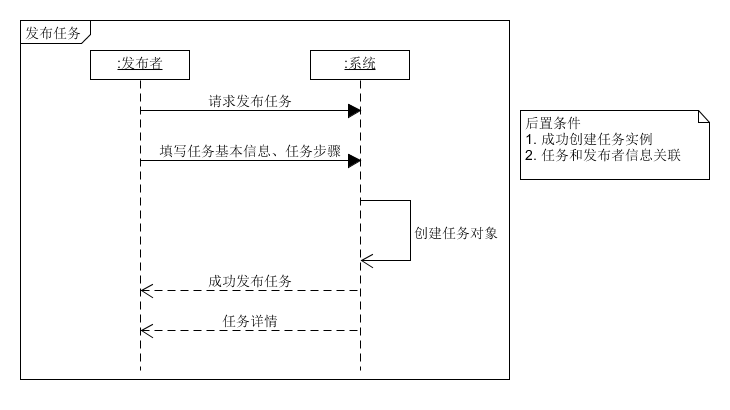 发布任务
:发布者
:系统
请求发布任务
填写任务基本信息、任务步骤
创建任务对象
成功发布任务
任务详情
后置条件
1. 成功创建任务实例
2. 任务和发布者信息关联